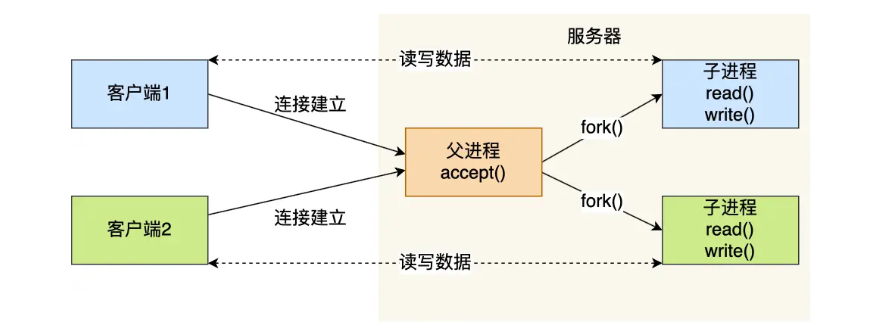 服务器
读写数据
客户端1
子进程
read()
write()
连接建立
fork()
父进程
accept()
客户端2
连接建立
fork()
子进程
read()
write()
读写数据